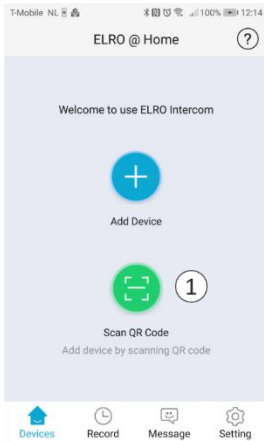 T-Mobile NL 100% 12:14
ELRO @ Home ?
Welcome to use ELRO Intercom
Add Device
1
Scan QR Code
Add device by scanning QR code
Devices Record Message Setting